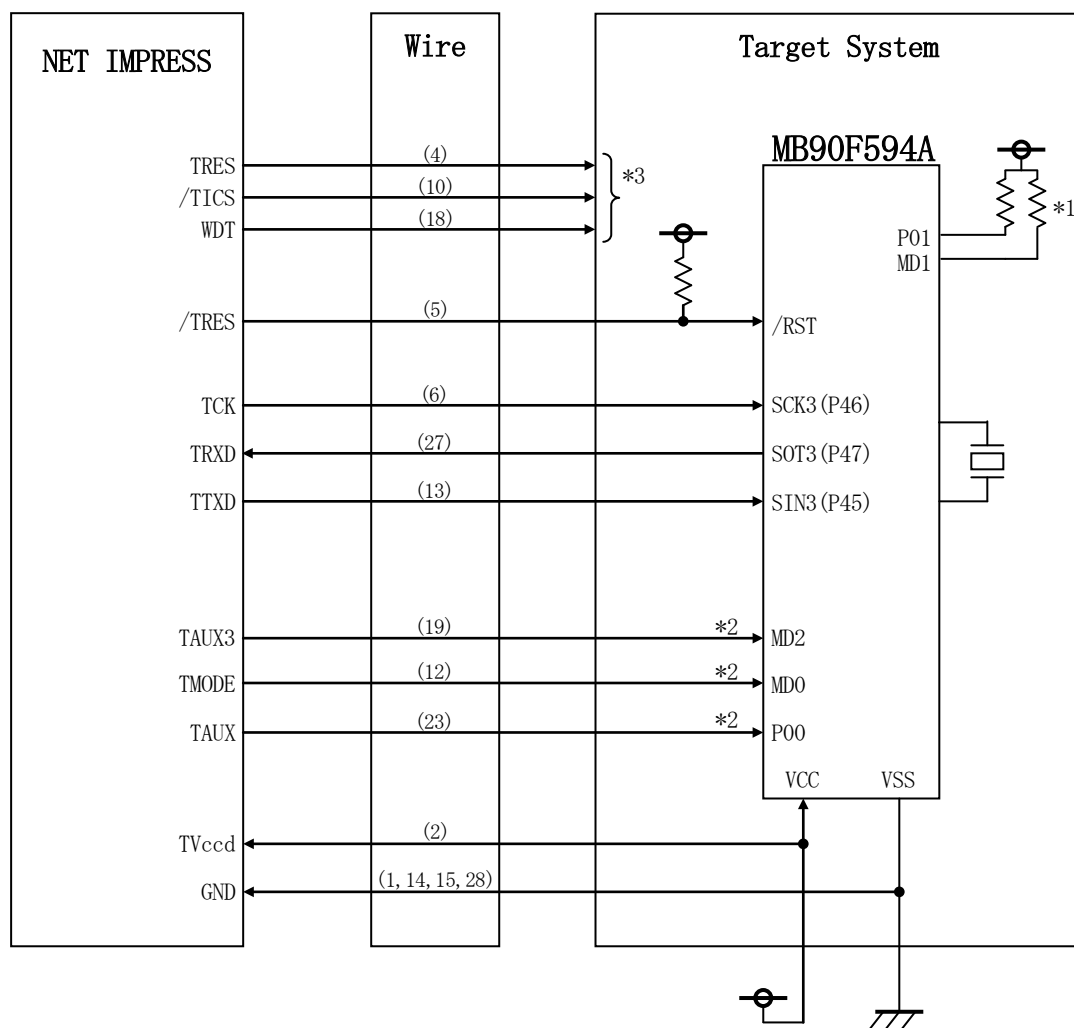 NET IMPRESS
Wire
Target System
MB90F594A
TRES
(4)
*3
/TICS
(10)
WDT
(18)
*1
P01
MD1
/TRES
(5)
/RST
TCK
(6)
SCK3(P46)
TRXD
(27)
SOT3(P47)
TTXD
(13)
SIN3(P45)
TAUX3
(19)
*2
MD2
TMODE
(12)
*2
MD0
TAUX
(23)
*2
P00
VCC
VSS
TVccd
(2)
GND
(1,14,15,28)